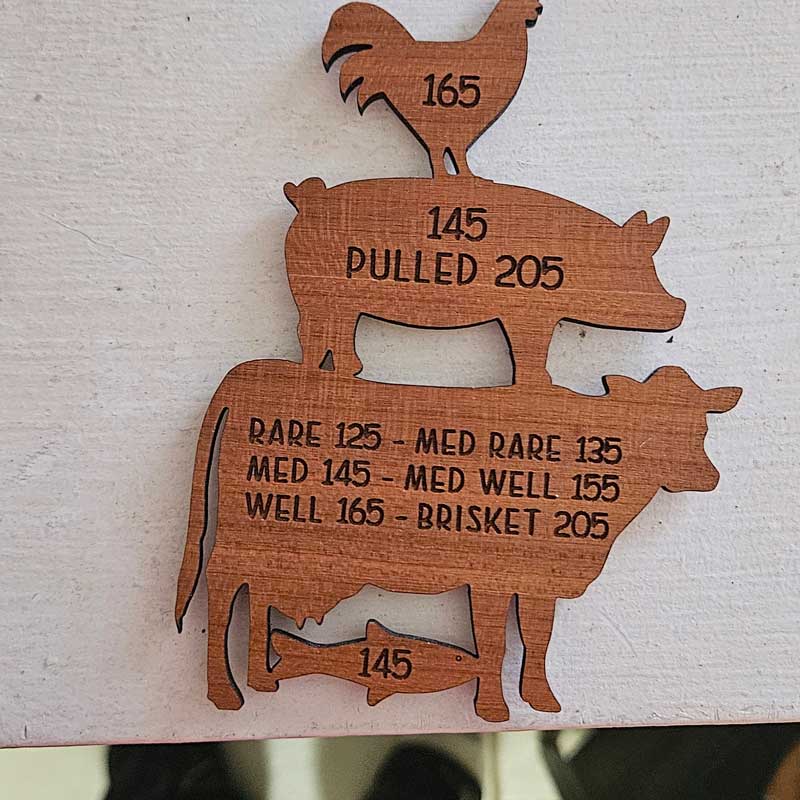 165
145
PULLED 205
RARE 125 - MED RARE 135
MED 145 - MED WELL 155
WELL 165 - BRISKET 205
145